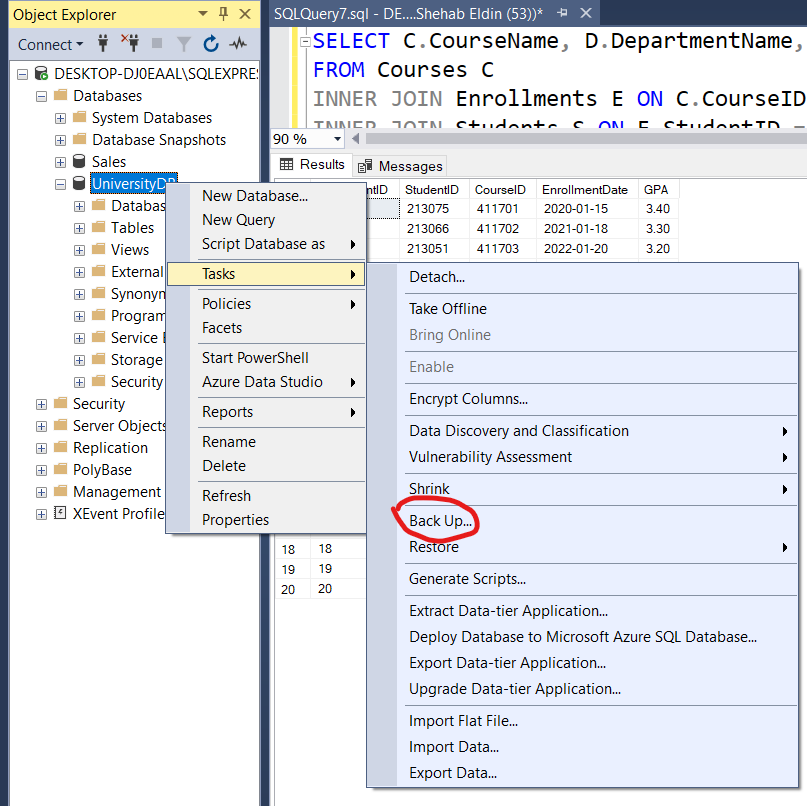 Object Explorer
Connect
DESKTOP-DJ0EAAL\SQLEXPRES
Databases
System Databases
Database Snapshots
Sales
UniversityDB
Databas
Tables
Views
External
Synonym
Program
Service
Storage
Security
Security
Server Objects
Replication
PolyBase
Management
XEvent Profile
SQLQuery7.sql - DE....Shehab Eldin (53))*
SELECT C.CourseName, D.DepartmentName,
FROM Courses C
INNER JOIN Enrollments E ON C.CourseID
INNER JOIN Students S ON E.StudentID =
90 %
Results Messages
ntID StudentID CourseID EnrollmentDate GPA
213075 411701 2020-01-15 3.40
213066 411702 2021-01-18 3.30
213051 411703 2022-01-20 3.20
18 18
19 19
20 20
New Database...
New Query
Script Database as
Tasks
Policies
Facets
Start PowerShell
Azure Data Studio
Reports
Rename
Delete
Refresh
Properties
Detach...
Take Offline
Bring Online
Enable
Encrypt Columns...
Data Discovery and Classification
Vulnerability Assessment
Shrink
Back Up...
Restore
Generate Scripts...
Extract Data-tier Application...
Deploy Database to Microsoft Azure SQL Database...
Export Data-tier Application...
Upgrade Data-tier Application...
Import Flat File...
Import Data...
Export Data...